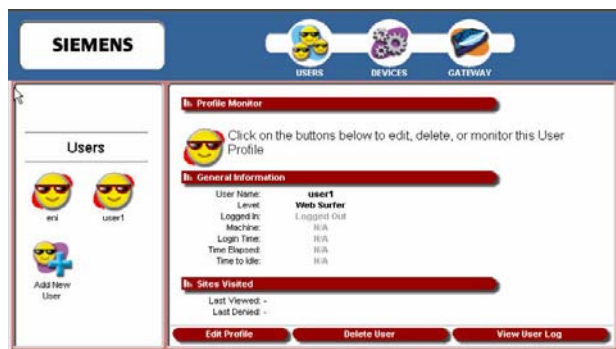 SIEMENS
USERS DEVICES GATEWAY
Users
eni user1
Add New
User
Profile Monitor
Click on the buttons below to edit, delete, or monitor this User
Profile
General Information
User Name: user1
Level: Web Surfer
Logged In: Logged Out
Machine: N/A
Login Time: N/A
Time Elapsed: N/A
Time to Idle: N/A
Sites Visited
Last Viewed: -
Last Denied: -
Edit Profile Delete User View User Log